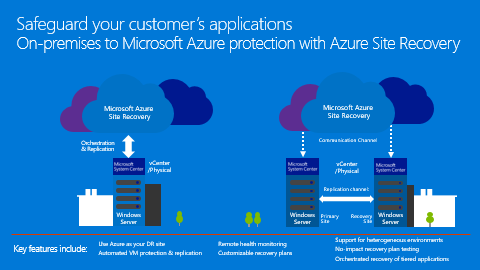 Safeguard your customer's applications
On-premises to Microsoft Azure protection with Azure Site Recovery
Microsoft Azure
Site Recovery
Orchestration
& Replication
Microsoft
System Center
vCenter
/Physical
Windows
Server
Microsoft Azure
Site Recovery
Communication Channel
Microsoft
System Center
vCenter
/Physical
Microsoft
System Center
Replication channel
Windows
Server
Primary
Site
Recovery
Site
Windows
Server
Key features include:
Use Azure as your DR site
Automated VM protection & replication
Remote health monitoring
Customizable recovery plans
Support for heterogeneous environments
No-impact recovery plan testing
Orchestrated recovery of tiered applications